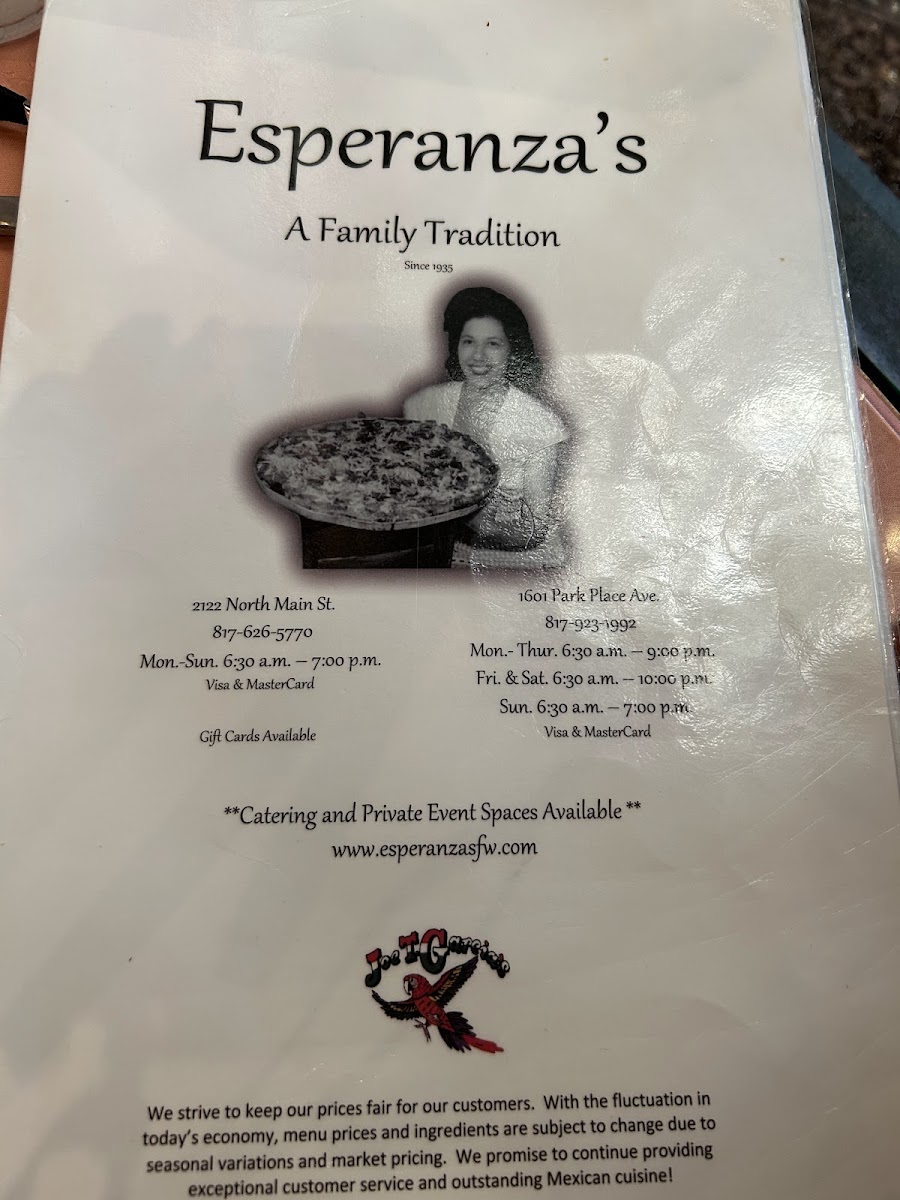 Esperanza's
A Family Tradition
Since 1935
2122 North Main St.
817-626-5770
Mon.-Sun. 6:30 a.m. – 7:00 p.m.
Visa & MasterCard
Gift Cards Available
1601 Park Place Ave.
817-923-1992
Mon.- Thur. 6:30 a.m. – 9:00 p.m.
Fri. & Sat. 6:30 a.m. – 10:00 p.m.
Sun. 6:30 a.m. – 7:00 p.m.
Visa & MasterCard
**Catering and Private Event Spaces Available **
www.esperanzasfw.com
Joe T Garcia's
We strive to keep our prices fair for our customers. With the fluctuation in
today's economy, menu prices and ingredients are subject to change due to
seasonal variations and market pricing. We promise to continue providing
exceptional customer service and outstanding Mexican cuisine!